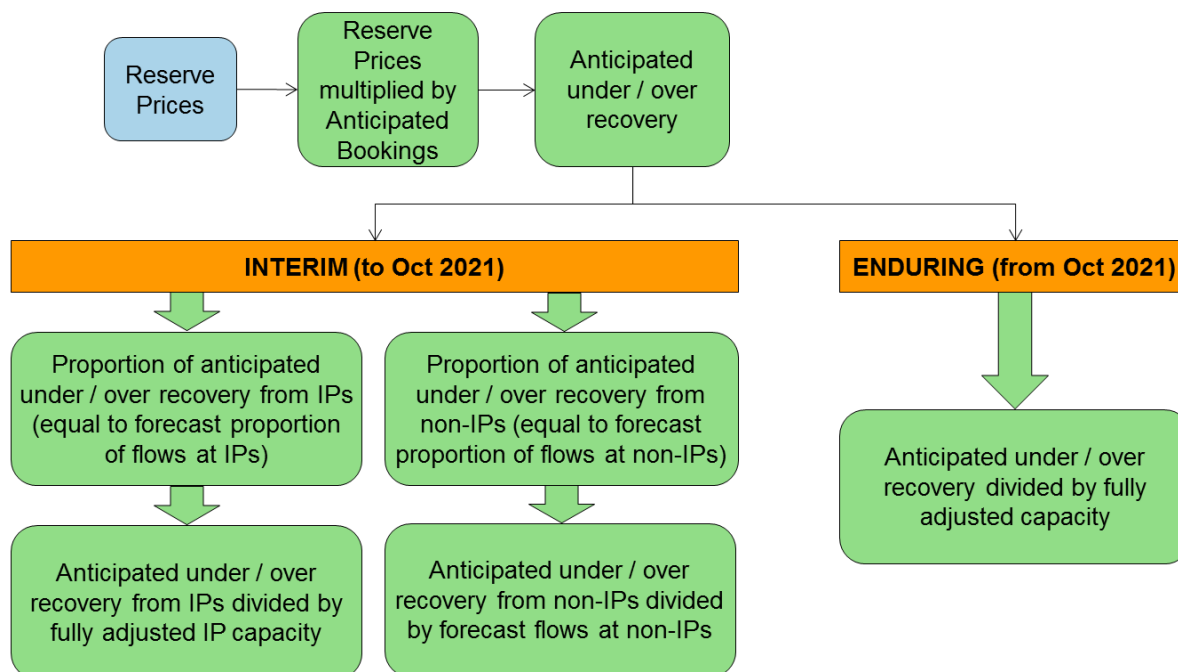 Reserve
Prices
Reserve
Prices
multiplied by
Anticipated
Bookings
Anticipated
under / over
recovery
INTERIM (to Oct 2021)
ENDURING (from Oct 2021)
Proportion of anticipated
under / over recovery from IPs
(equal to forecast proportion
of flows at IPs)
Proportion of anticipated
under / over recovery from
non-IPs (equal to forecast
proportion of flows at non-IPs)
Anticipated under / over
recovery divided by fully
adjusted capacity
Anticipated under / over
recovery from IPs divided by
fully adjusted IP capacity
Anticipated under / over
recovery from non-IPs divided
by forecast flows at non-IPs